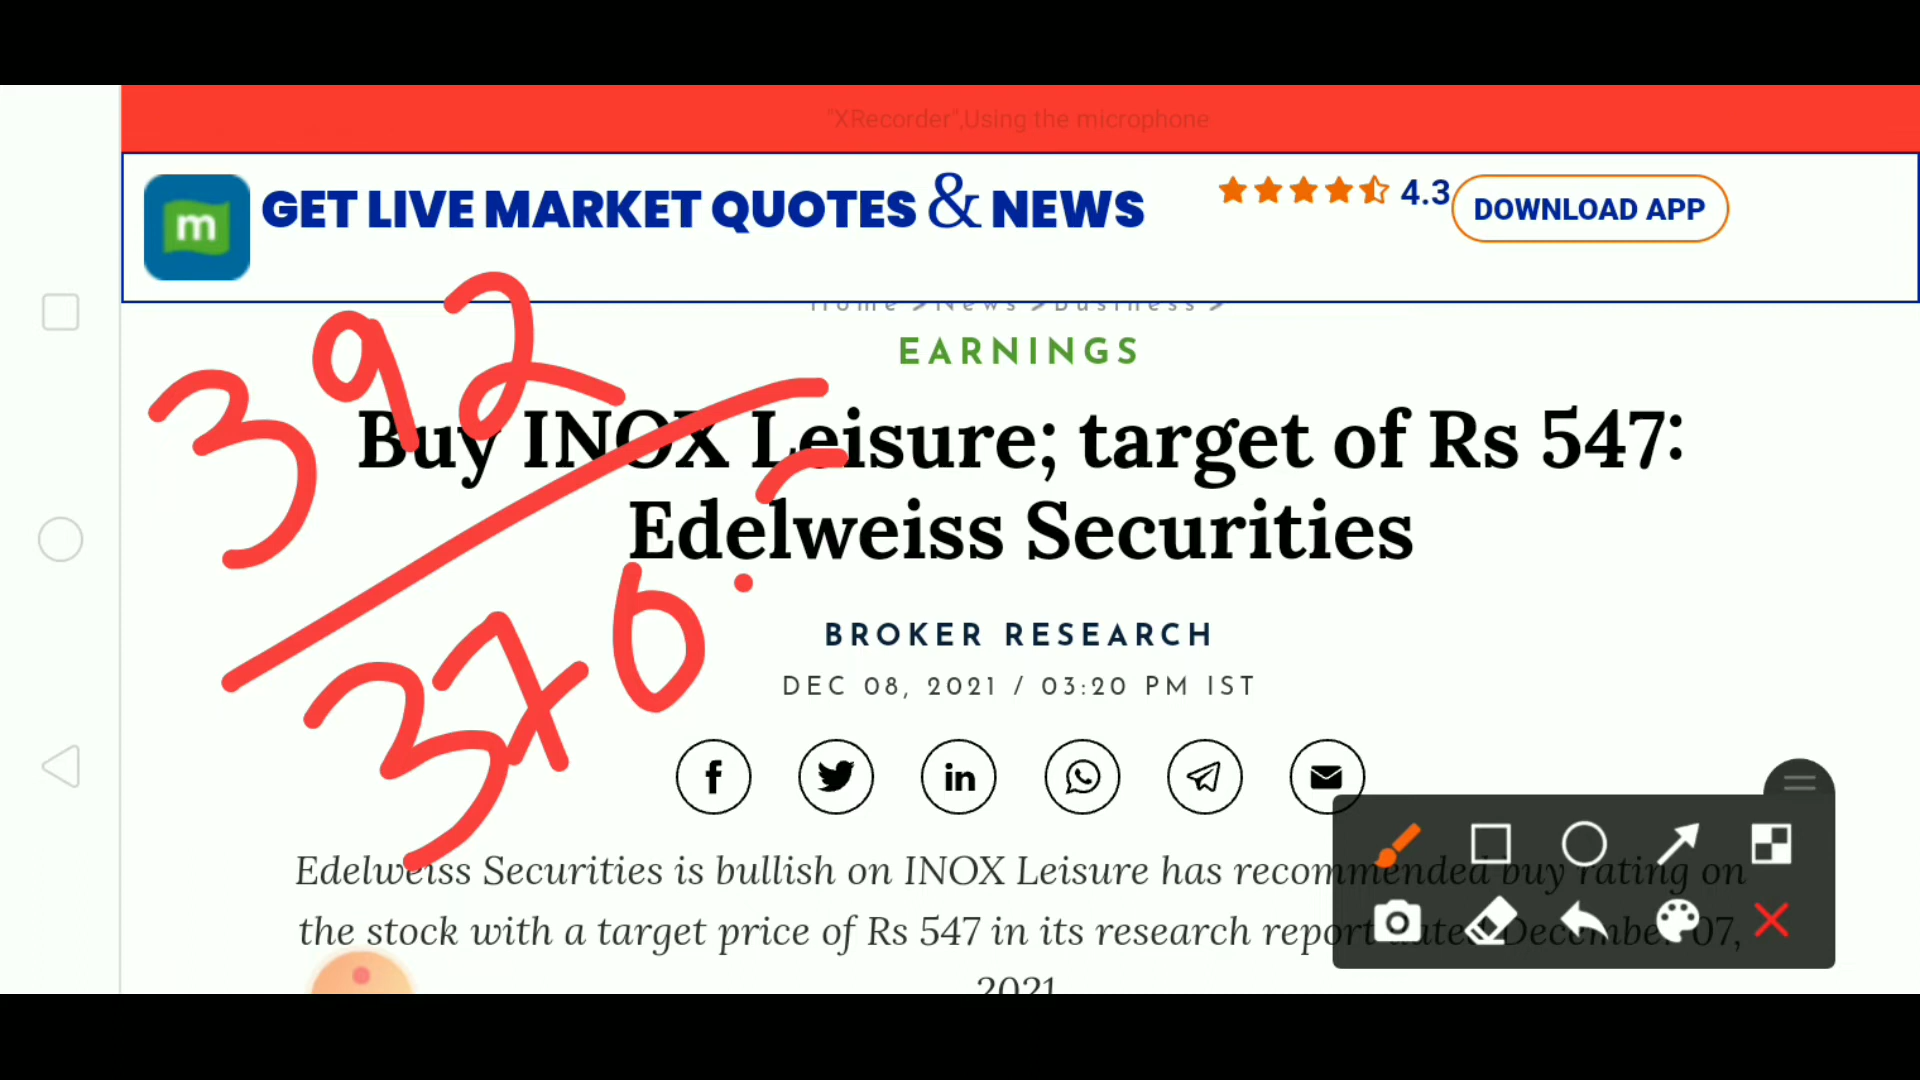 "XRecorder",Using the microphone
m GET LIVE MARKET QUOTES & NEWS 4.3 DOWNLOAD APP
Home > News > Business >
EARNINGS
392
Buy INOX Leisure; target of Rs 547:
Edelweiss Securities
376.
BROKER RESEARCH
DEC 08, 2021 / 03:20 PM IST
Edelweiss Securities is bullish on INOX Leisure has recommended buy rating on
the stock with a target price of Rs 547 in its research report dated December 07,
2021